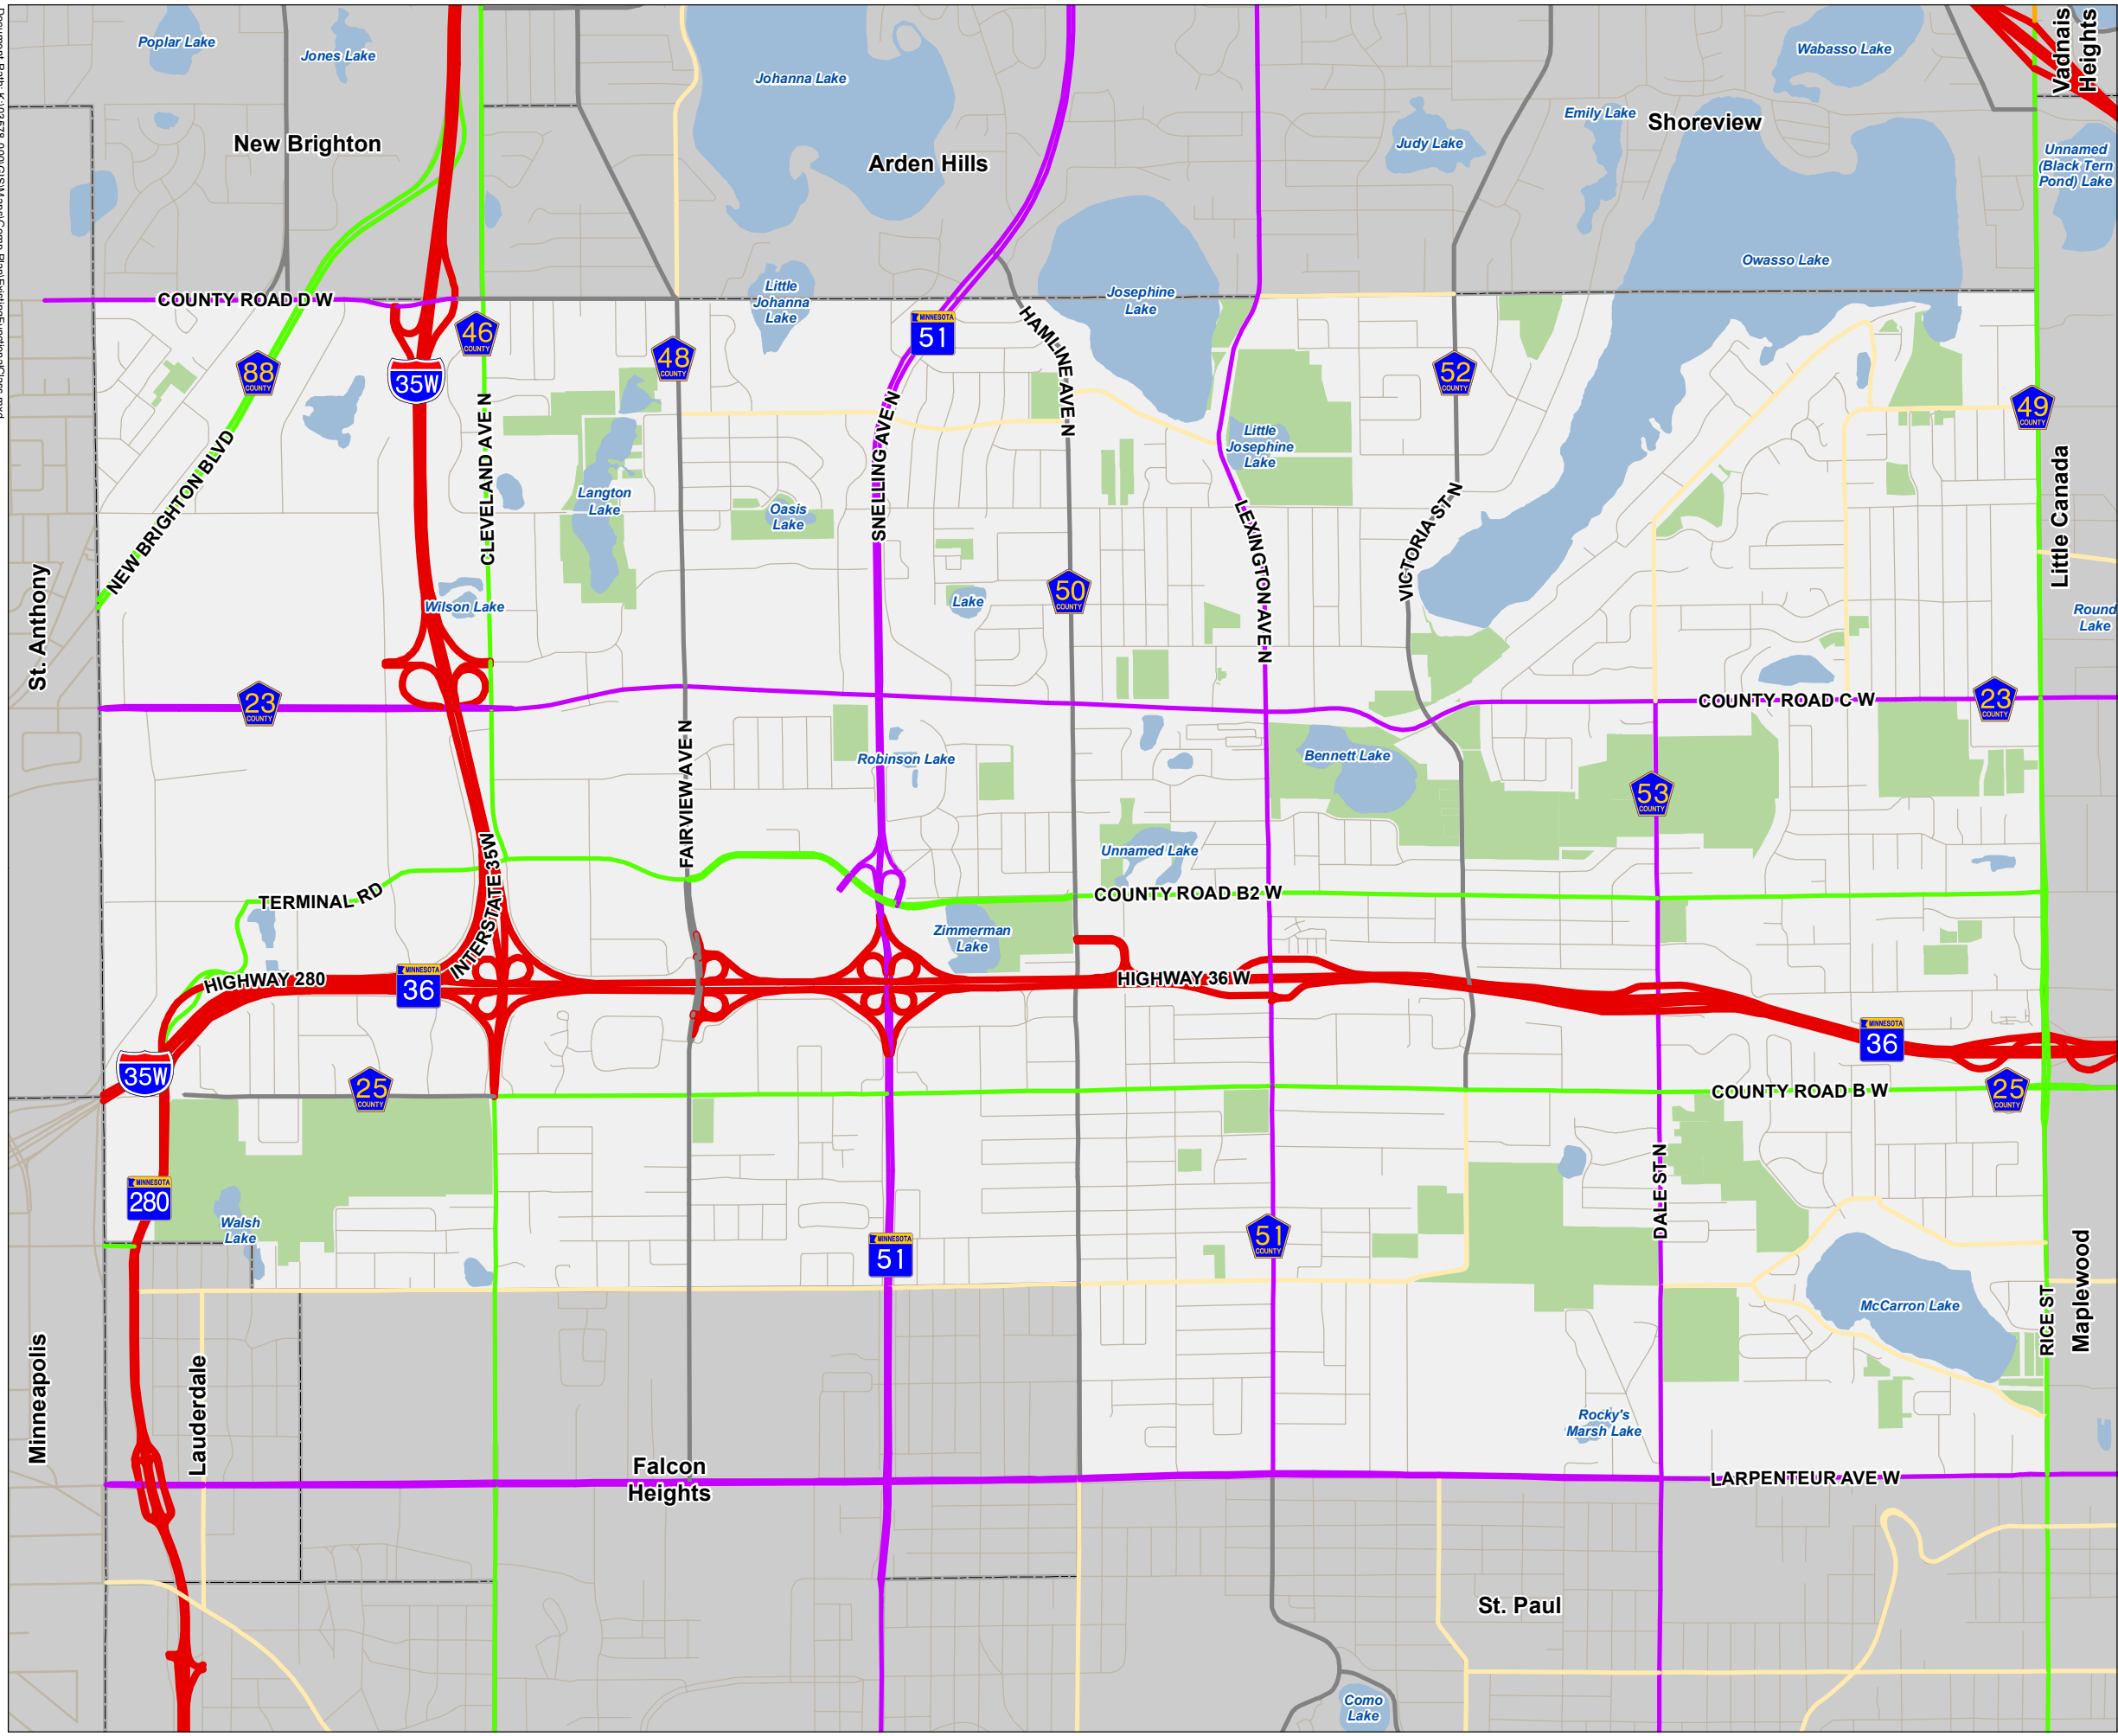 Poplar Lake
Jones Lake
Johanna Lake
Wabasso Lake
Vadnais
Heights
New Brighton
Arden Hills
Judy Lake
Emily Lake
Shoreview
Unnamed
(Black Tern
Pond) Lake
Owasso Lake
COUNTY ROAD D W
Little
Johanna
Lake
Josephine
Lake
MINNESOTA
51
HAMLINE AVE N
46
COUNTY
48
COUNTY
88
COUNTY
35W
52
COUNTY
49
COUNTY
NEW BRIGHTON BLVD
CLEVELAND AVE N
SNELLING AVE N
Little
Josephine
Lake
Langton
Lake
Oasis
Lake
LEXINGTON AVE N
VICTORIA ST N
Little Canada
St. Anthony
Wilson Lake
Lake
50
COUNTY
Round
Lake
23
COUNTY
COUNTY ROAD C W
23
COUNTY
FAIRVIEW AVE N
Robinson Lake
Bennett Lake
53
COUNTY
Unnamed Lake
TERMINAL RD
INTERSTATE 35W
COUNTY ROAD B2 W
Zimmerman
Lake
HIGHWAY 280
MINNESOTA
36
HIGHWAY 36 W
MINNESOTA
36
35W
25
COUNTY
COUNTY ROAD B W
25
COUNTY
MINNESOTA
280
Walsh
Lake
MINNESOTA
51
51
COUNTY
DALE ST N
McCarron Lake
RICE ST
Maplewood
Minneapolis
Lauderdale
Rocky's
Marsh Lake
Falcon
Heights
LARPENTEUR AVE W
St. Paul
Como
Lake